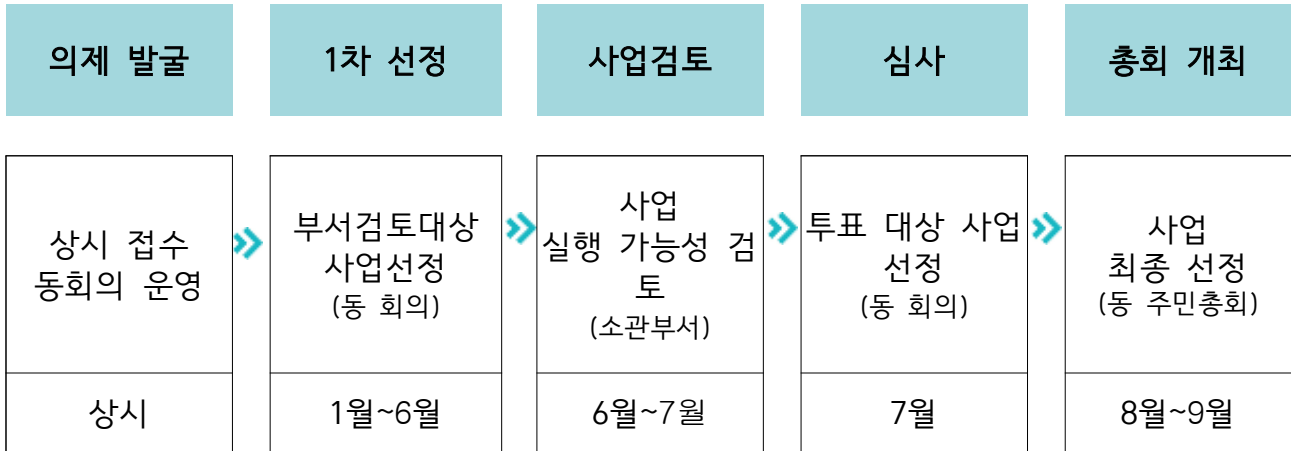 의제 발굴
1차 선정
사업검토
심사
총회 개최
상시 접수
동회의 운영
부서검토대상
사업선정
(동 회의)
사업
실행 가능성 검
토
(소관부서)
투표 대상 사업
선정
(동 회의)
사업
최종 선정
(동 주민총회)
상시
1월~6월
6월~7월
7월
8월~9월